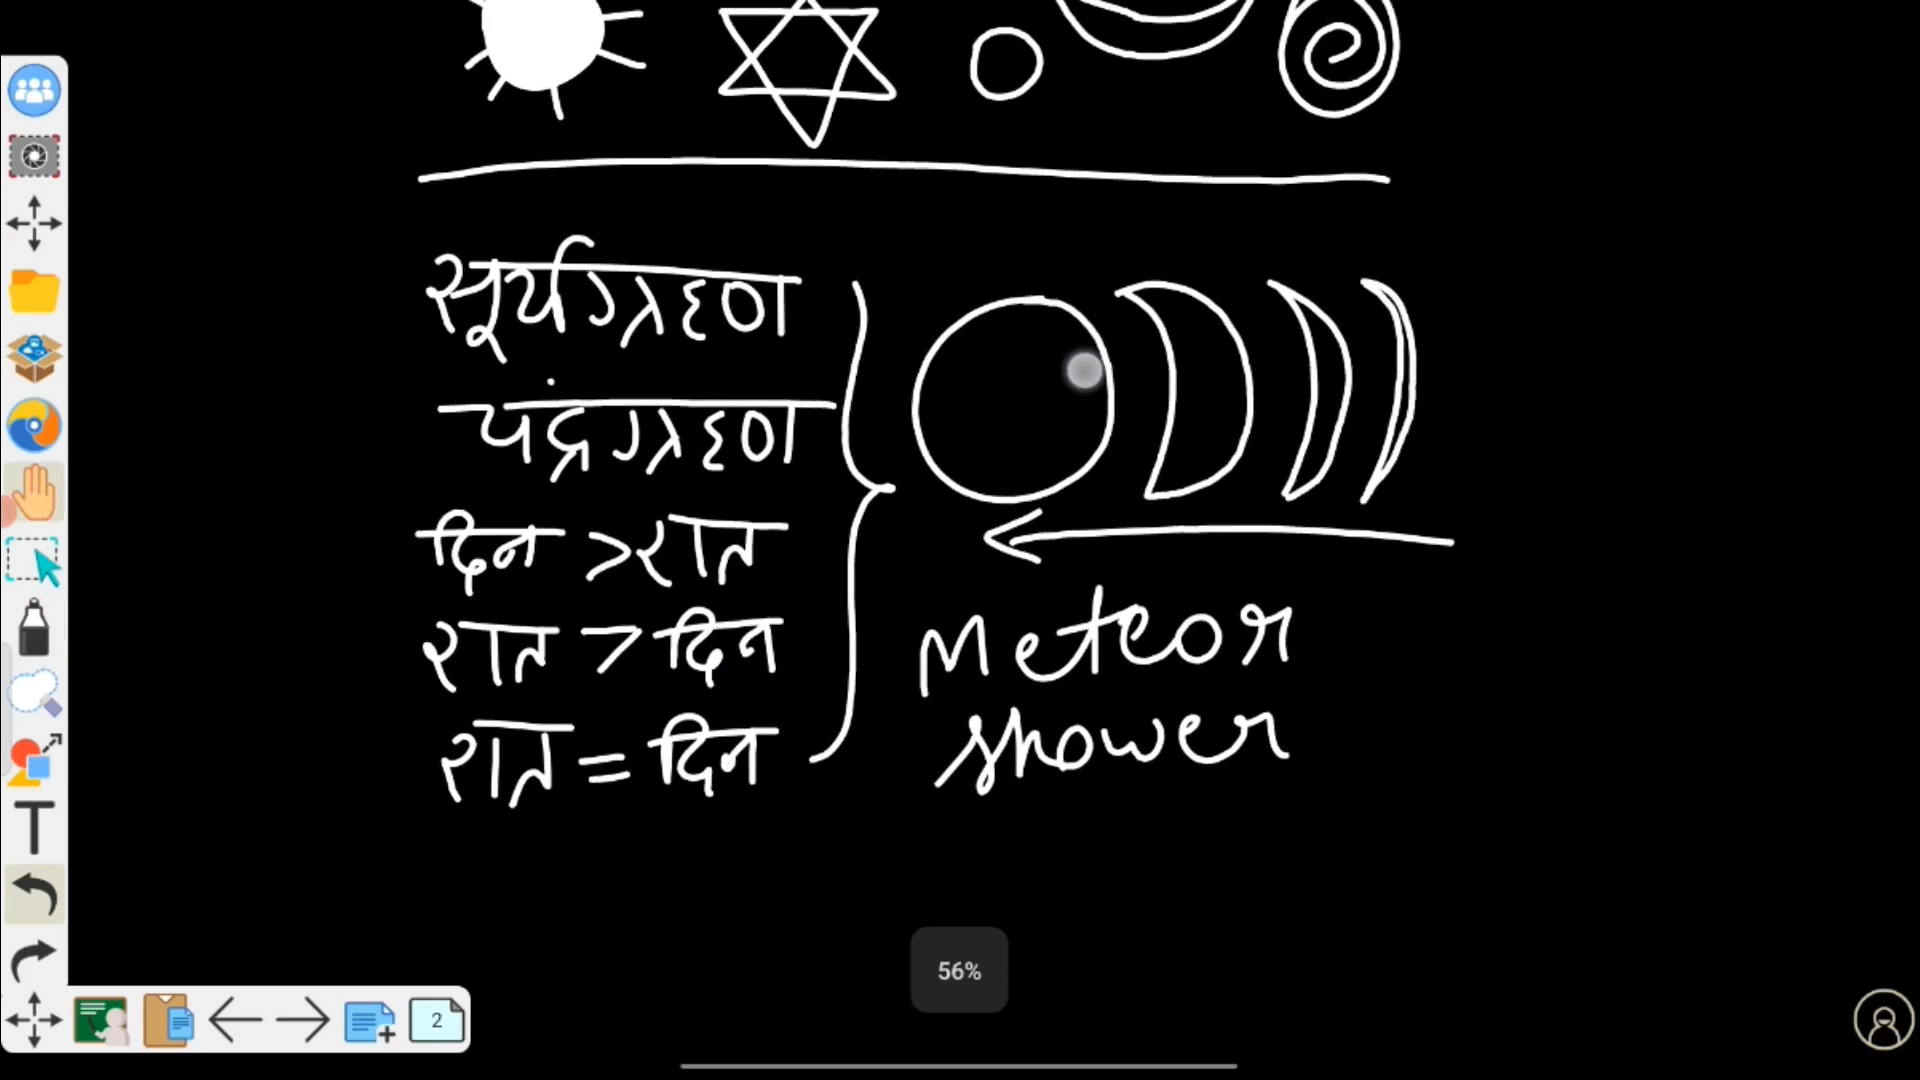 सूर्यग्रहण
चंद्रग्रहण
दिन > रात
रात > दिन
रात = दिन
Meteor
shower
56%
2